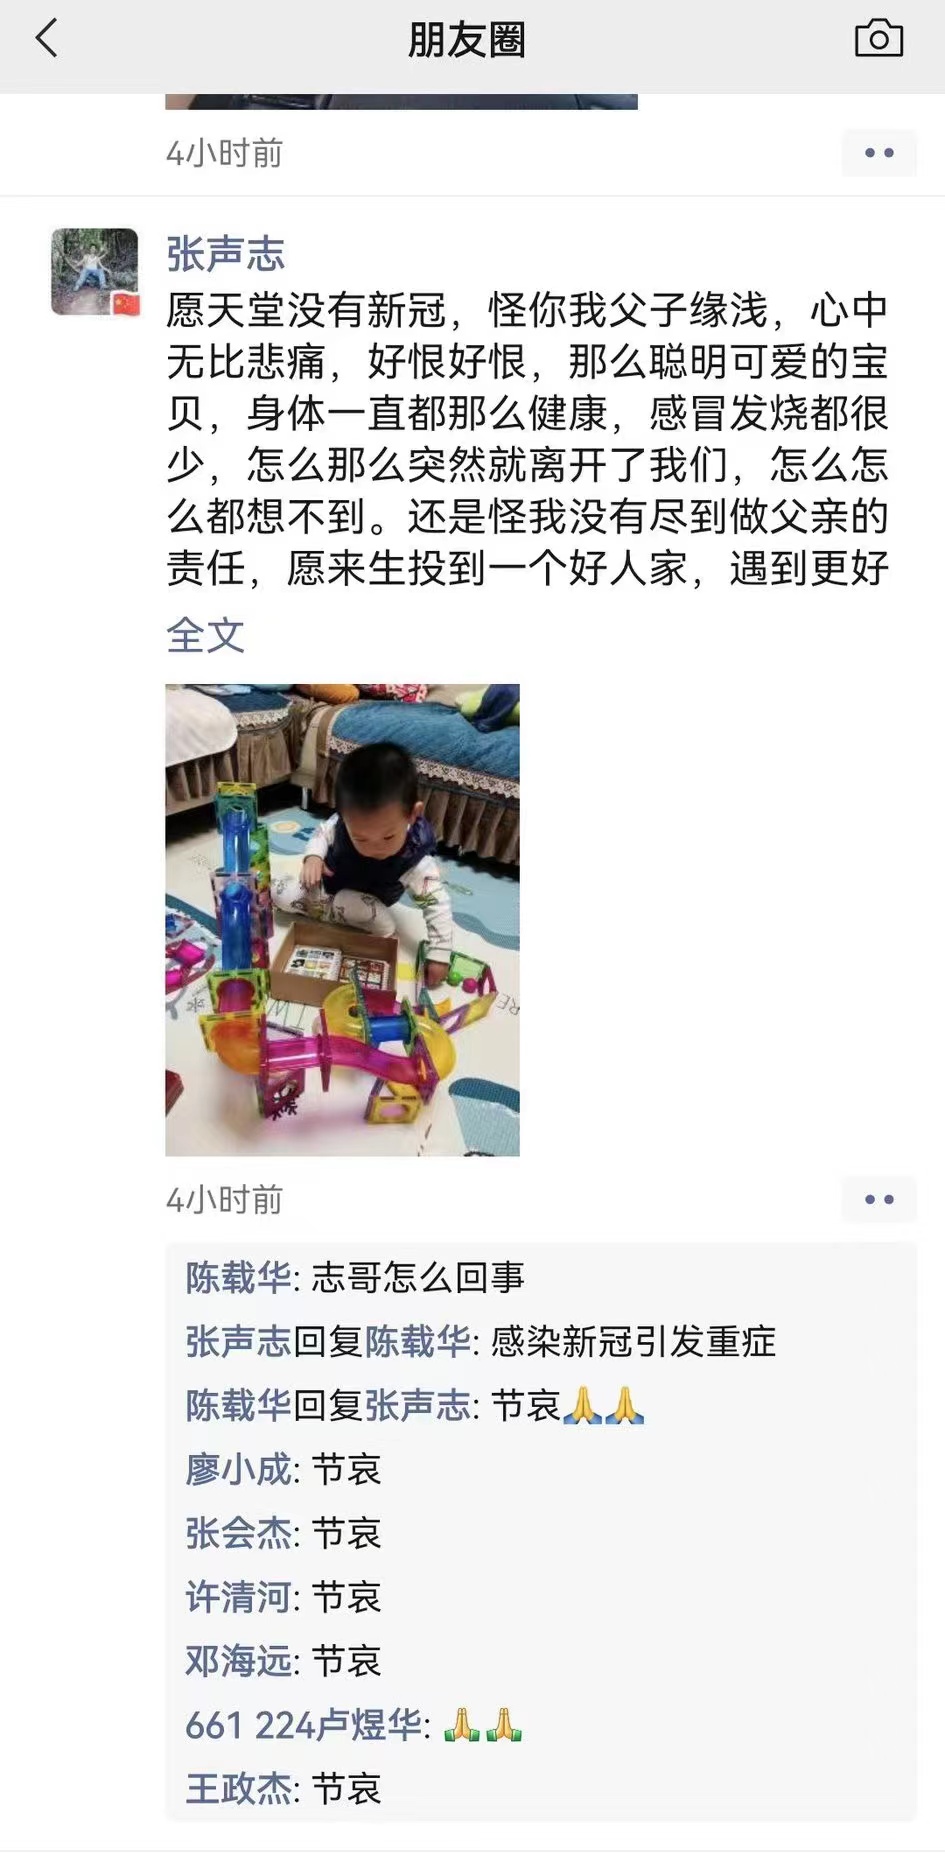 朋友圈
4小时前
张声志
愿天堂没有新冠，怪你我父子缘浅，心中
无比悲痛，好恨好恨，那么聪明可爱的宝
贝，身体一直都那么健康，感冒发烧都很
少，怎么那么突然就离开了我们，怎么怎
么都想不到。还是怪我没有尽到做父亲的
责任，愿来生投到一个好人家，遇到更好
全文
4小时前
陈载华: 志哥怎么回事
张声志回复陈载华: 感染新冠引发重症
陈载华回复张声志: 节哀🙏🙏
廖小成: 节哀
张会杰: 节哀
许清河: 节哀
邓海远: 节哀
661 224卢煜华: 🙏🙏
王政杰: 节哀